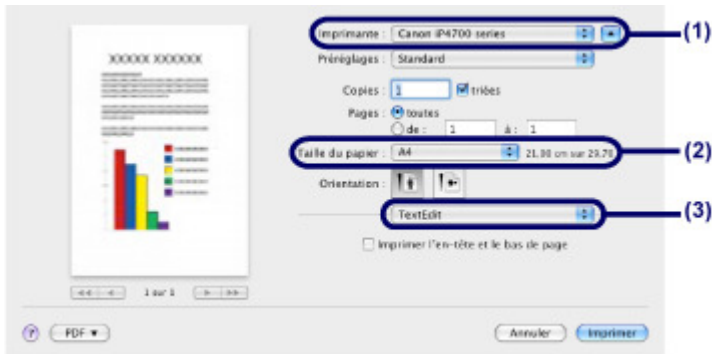 Imprimante : Canon iP4700 series (1)
XXXXX XXXXXX
Préréglages : Standard
Copies : 1 triées
Pages : toutes
de : 1 à : 1
Taille du papier : A4 21,00 cm sur 29,70 (2)
Orientation :
TextEdit (3)
Imprimer l'en-tête et le bas de page
1 sur 1
? PDF ▼ Annuler Imprimer